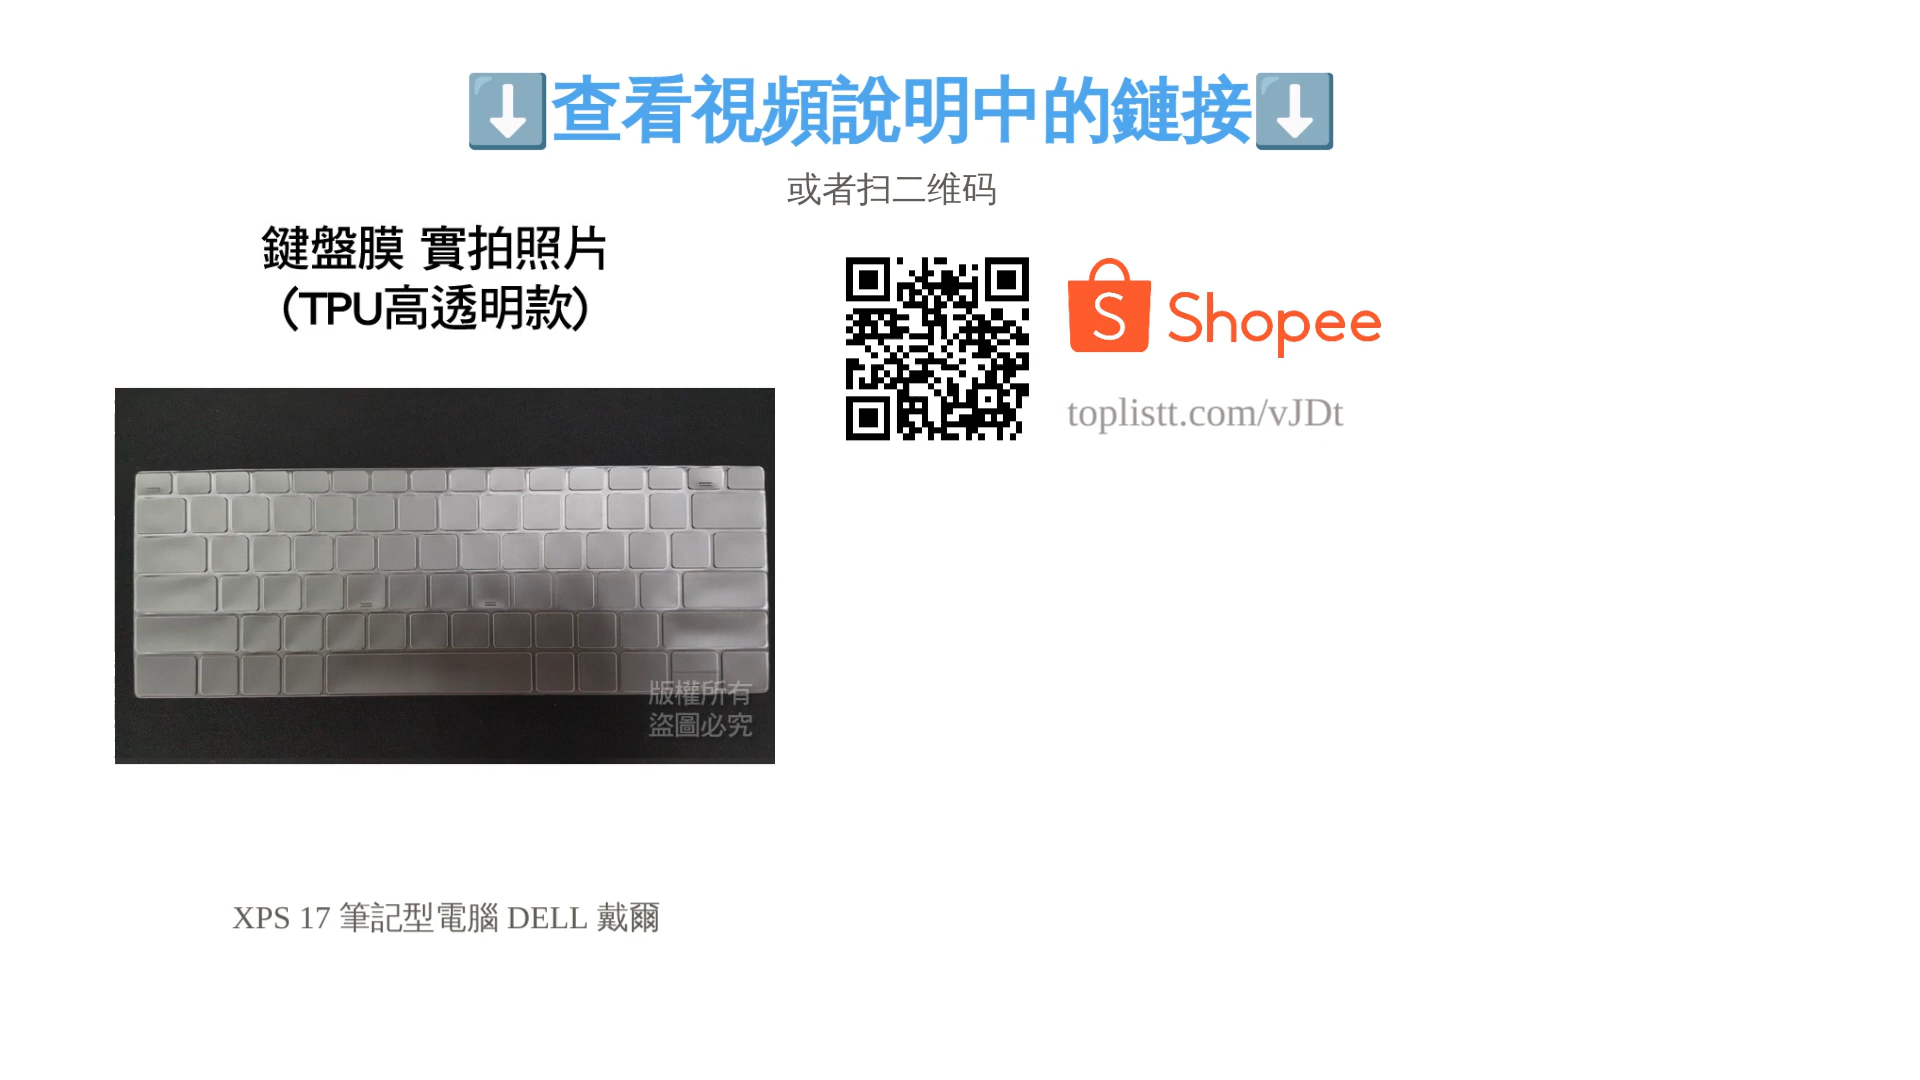 ⬇️查看視頻說明中的鏈接⬇️
或者扫二维码
鍵盤膜 實拍照片
(TPU高透明款)
Shopee
toplistt.com/vJDt
版權所有
盜圖必究
XPS 17 筆記型電腦 DELL 戴爾